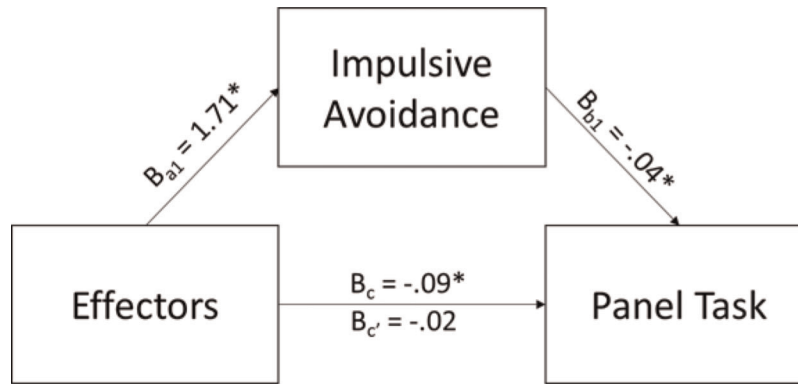 Impulsive
Avoidance
B_a1 = 1.71*
B_b1 = -.04*
Effectors
B_c = -.09*
B_c' = -.02
Panel Task